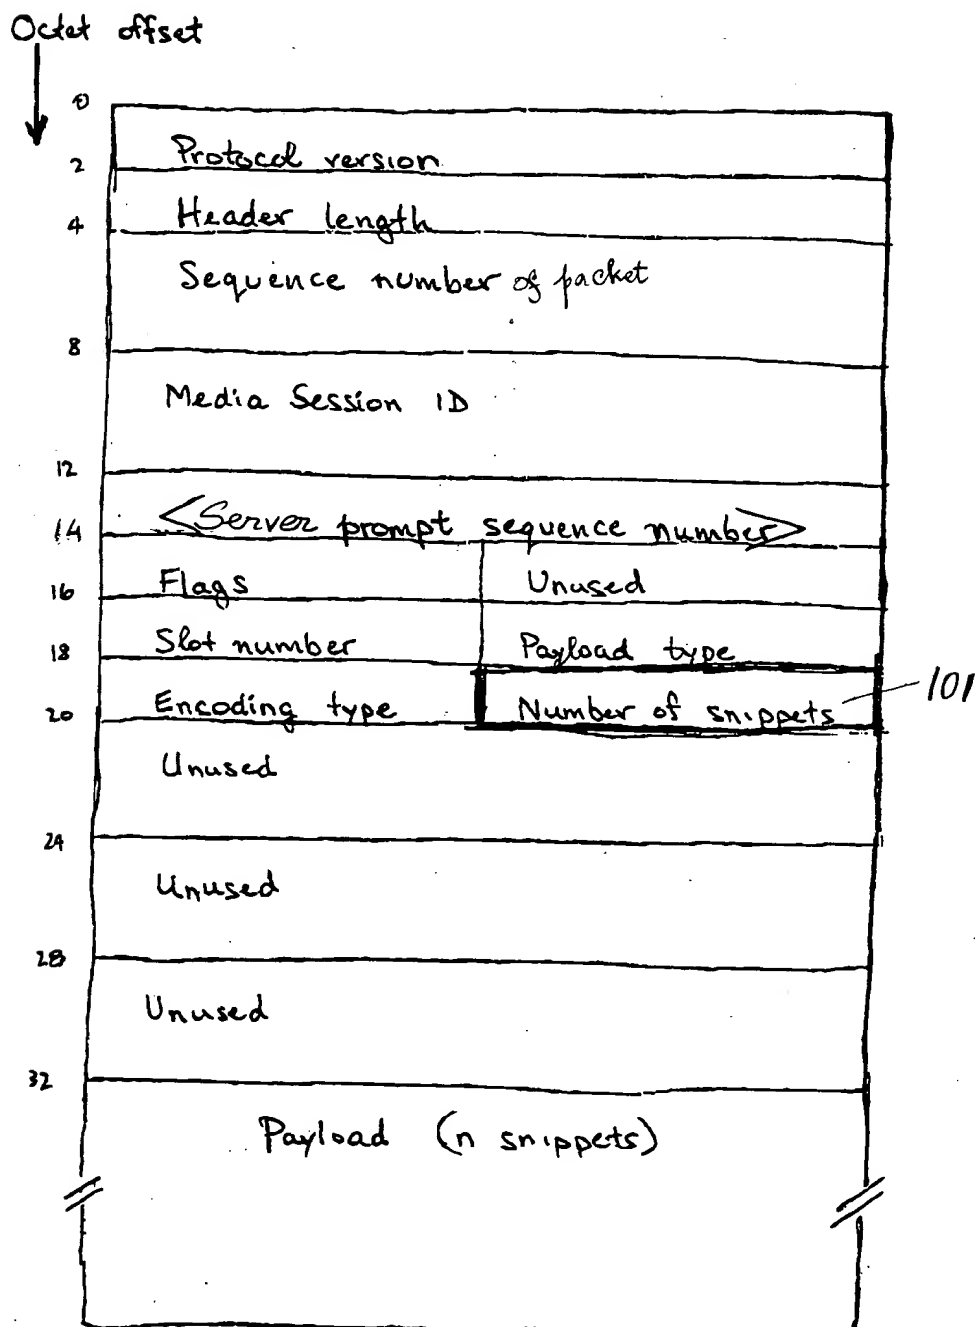 Octet offset
0
Protocol version
2
Header length
4
Sequence number of packet
8
Media Session ID
12
<Server prompt sequence number>
14
Flags Unused
16
Slot number Payload type
18
Encoding type Number of snippets 101
20
Unused
24
Unused
28
Unused
32
Payload (n snippets)